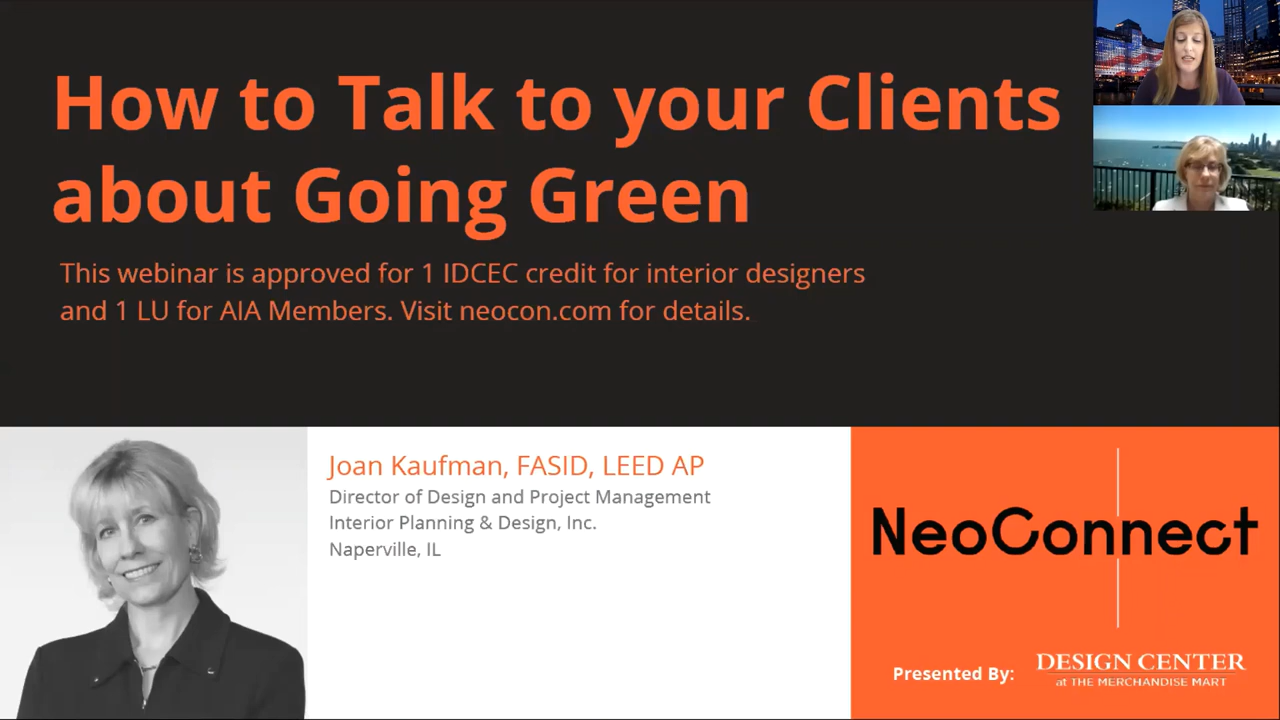 How to Talk to your Clients
about Going Green
This webinar is approved for 1 IDCEC credit for interior designers
and 1 LU for AIA Members. Visit neocon.com for details.
Joan Kaufman, FASID, LEED AP
Director of Design and Project Management
Interior Planning & Design, Inc.
Naperville, IL
NeoConnect
Presented By:
DESIGN CENTER
at THE MERCHANDISE MART